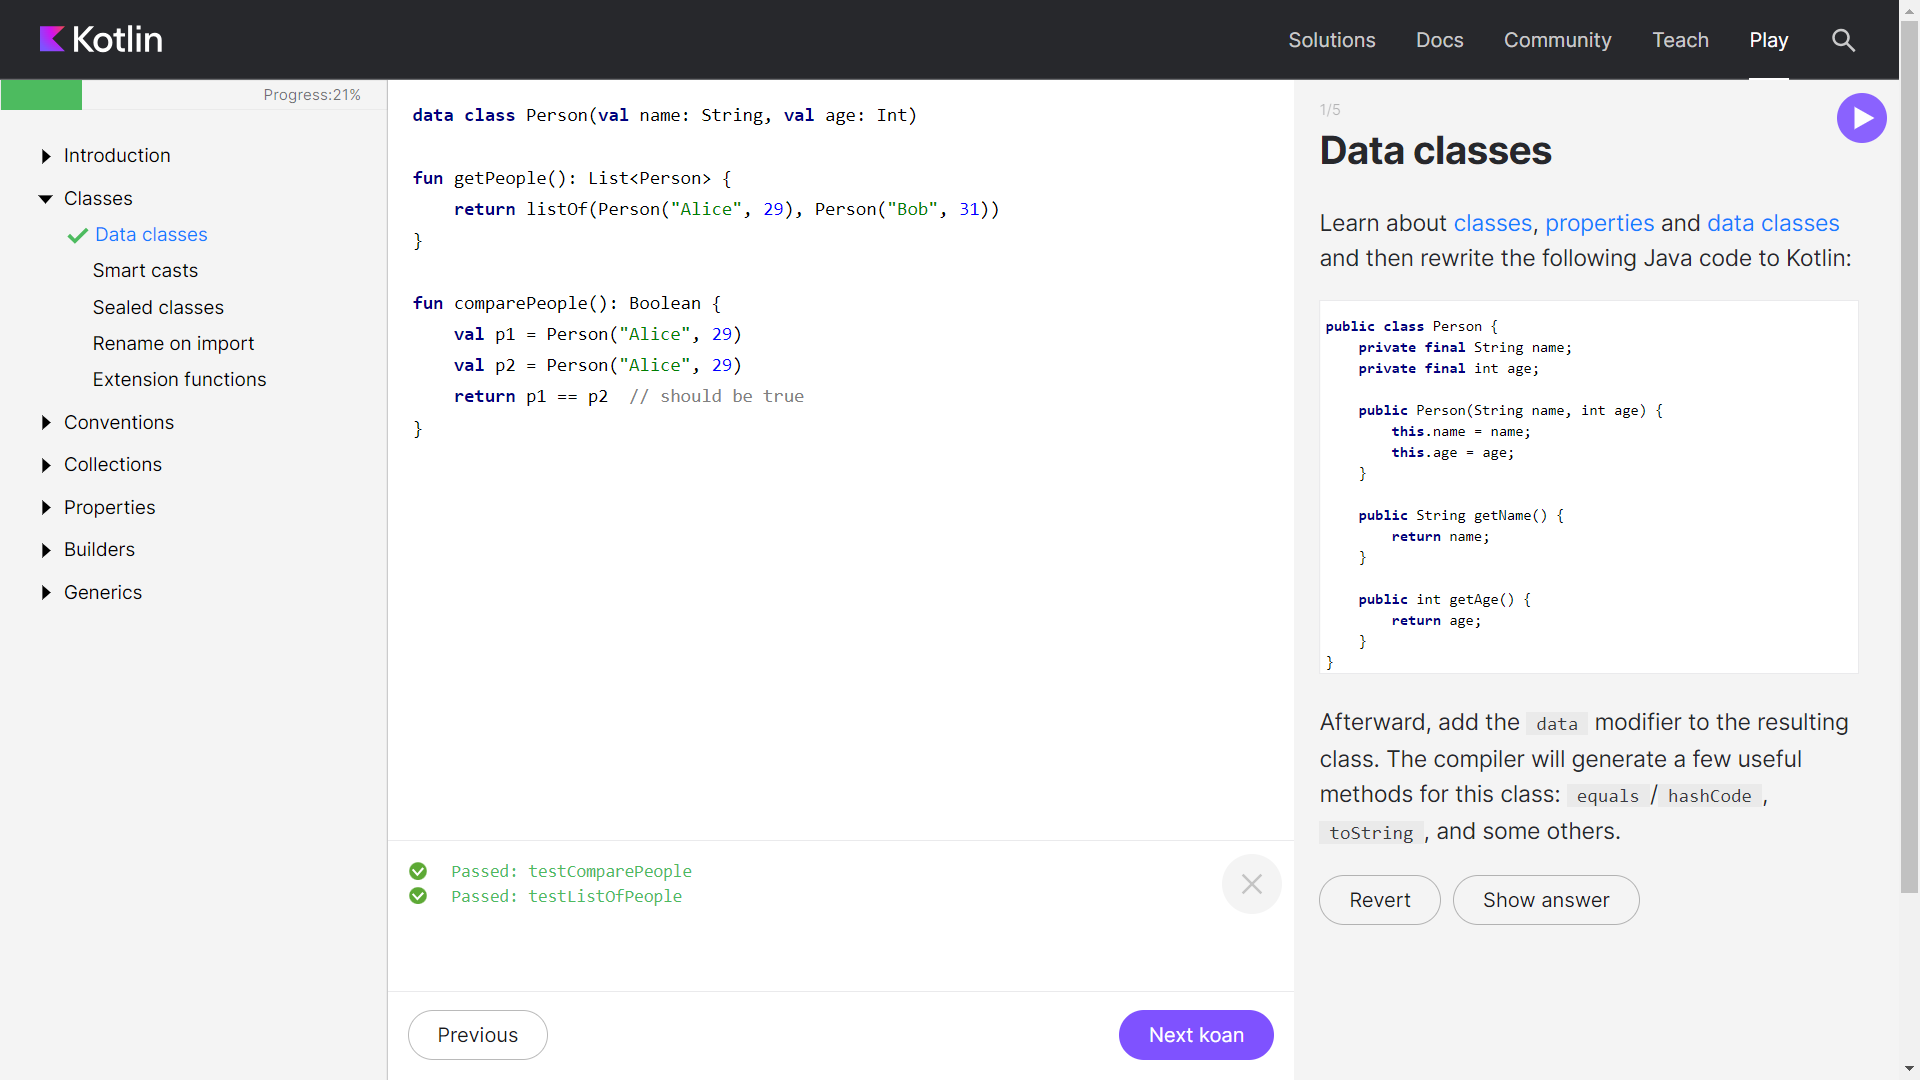 Kotlin
Solutions
Docs
Community
Teach
Play
Progress:21%
Introduction
Classes
Data classes
Smart casts
Sealed classes
Rename on import
Extension functions
Conventions
Collections
Properties
Builders
Generics
data class Person(val name: String, val age: Int)
fun getPeople(): List<Person> {
    return listOf(Person("Alice", 29), Person("Bob", 31))
}
fun comparePeople(): Boolean {
    val p1 = Person("Alice", 29)
    val p2 = Person("Alice", 29)
    return p1 == p2  // should be true
}
Passed: testComparePeople
Passed: testListOfPeople
Previous
Next koan
1/5
Data classes
Learn about classes, properties and data classes
and then rewrite the following Java code to Kotlin:
public class Person {
    private final String name;
    private final int age;
    public Person(String name, int age) {
        this.name = name;
        this.age = age;
    }
    public String getName() {
        return name;
    }
    public int getAge() {
        return age;
    }
}
Afterward, add the data modifier to the resulting
class. The compiler will generate a few useful
methods for this class: equals / hashCode ,
toString , and some others.
Revert
Show answer